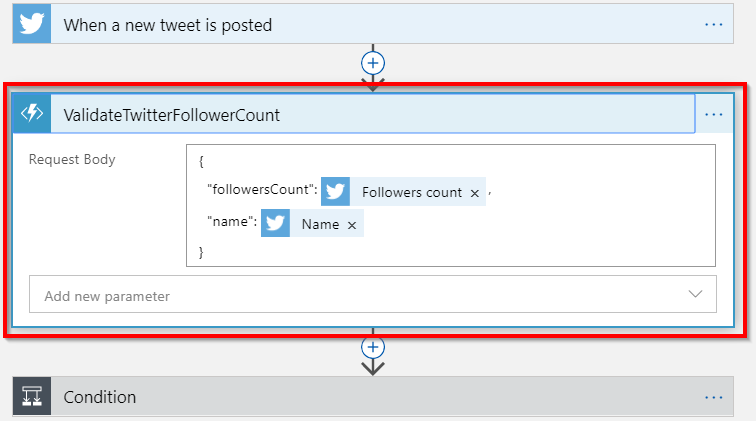 When a new tweet is posted
ValidateTwitterFollowerCount
Request Body
{
"followersCount": Followers count × ,
"name": Name ×
}
Add new parameter
Condition